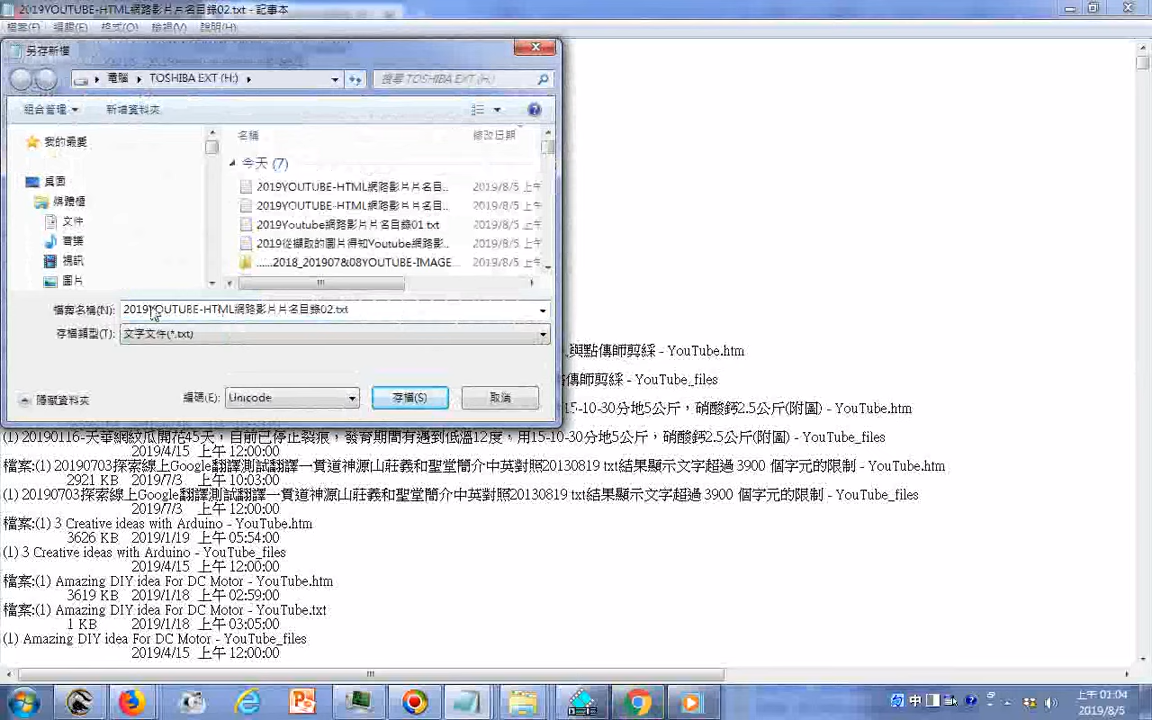 2019YOUTUBE-HTML網路影片片名目錄02.txt - 記事本
檔案(F) 編輯(E) 格式(O) 檢視(V) 說明(H)
另存新檔
電腦 TOSHIBA EXT (H:)
搜尋 TOSHIBA EXT (H:)
組合管理 新增資料夾
我的最愛
桌面
媒體櫃
文件
音樂
視訊
圖片
名稱 修改日期
今天 (7)
2019YOUTUBE-HTML網路影片片名目... 2019/8/5 上午
2019YOUTUBE-HTML網路影片片名目... 2019/8/5 上午
2019Youtube網路影片片名目錄01.txt 2019/8/5 上午
2019從擷取的圖片得知Youtube網路影... 2019/8/5 上午
......2018_201907&08YOUTUBE-IMAGE... 2019/8/5 上午
檔案名稱(N): 2019YOUTUBE-HTML網路影片片名目錄02.txt
存檔類型(T): 文字文件(*.txt)
隱藏資料夾 編碼(E): Unicode 存檔(S) 取消
與點傳師剪綵 - YouTube.htm
師剪綵 - YouTube_files
15-10-30分地5公斤，硝酸鈣2.5公斤(附圖) - YouTube.htm
(1) 20190116-天華網紋瓜開花45天，目前已停止裂痕，發育期間有遇到低溫12度，用15-10-30分地5公斤，硝酸鈣2.5公斤(附圖) - YouTube_files
2019/4/15 上午 12:00:00
檔案:(1) 20190703探索線上Google翻譯測試翻譯一貫道神源山莊義和聖堂簡介中英對照20130819 txt結果顯示文字超過 3900 個字元的限制 - YouTube.htm
2921 KB 2019/7/3 上午 10:03:00
(1) 20190703探索線上Google翻譯測試翻譯一貫道神源山莊義和聖堂簡介中英對照20130819 txt結果顯示文字超過 3900 個字元的限制 - YouTube_files
2019/7/3 上午 12:00:00
檔案:(1) 3 Creative ideas with Arduino - YouTube.htm
3626 KB 2019/1/19 上午 05:54:00
(1) 3 Creative ideas with Arduino - YouTube_files
2019/4/15 上午 12:00:00
檔案:(1) Amazing DIY idea For DC Motor - YouTube.htm
3619 KB 2019/1/18 上午 02:59:00
檔案:(1) Amazing DIY idea For DC Motor - YouTube.txt
1 KB 2019/1/18 上午 03:05:00
(1) Amazing DIY idea For DC Motor - YouTube_files
2019/4/15 上午 12:00:00
中
上午 01:04
2019/8/5